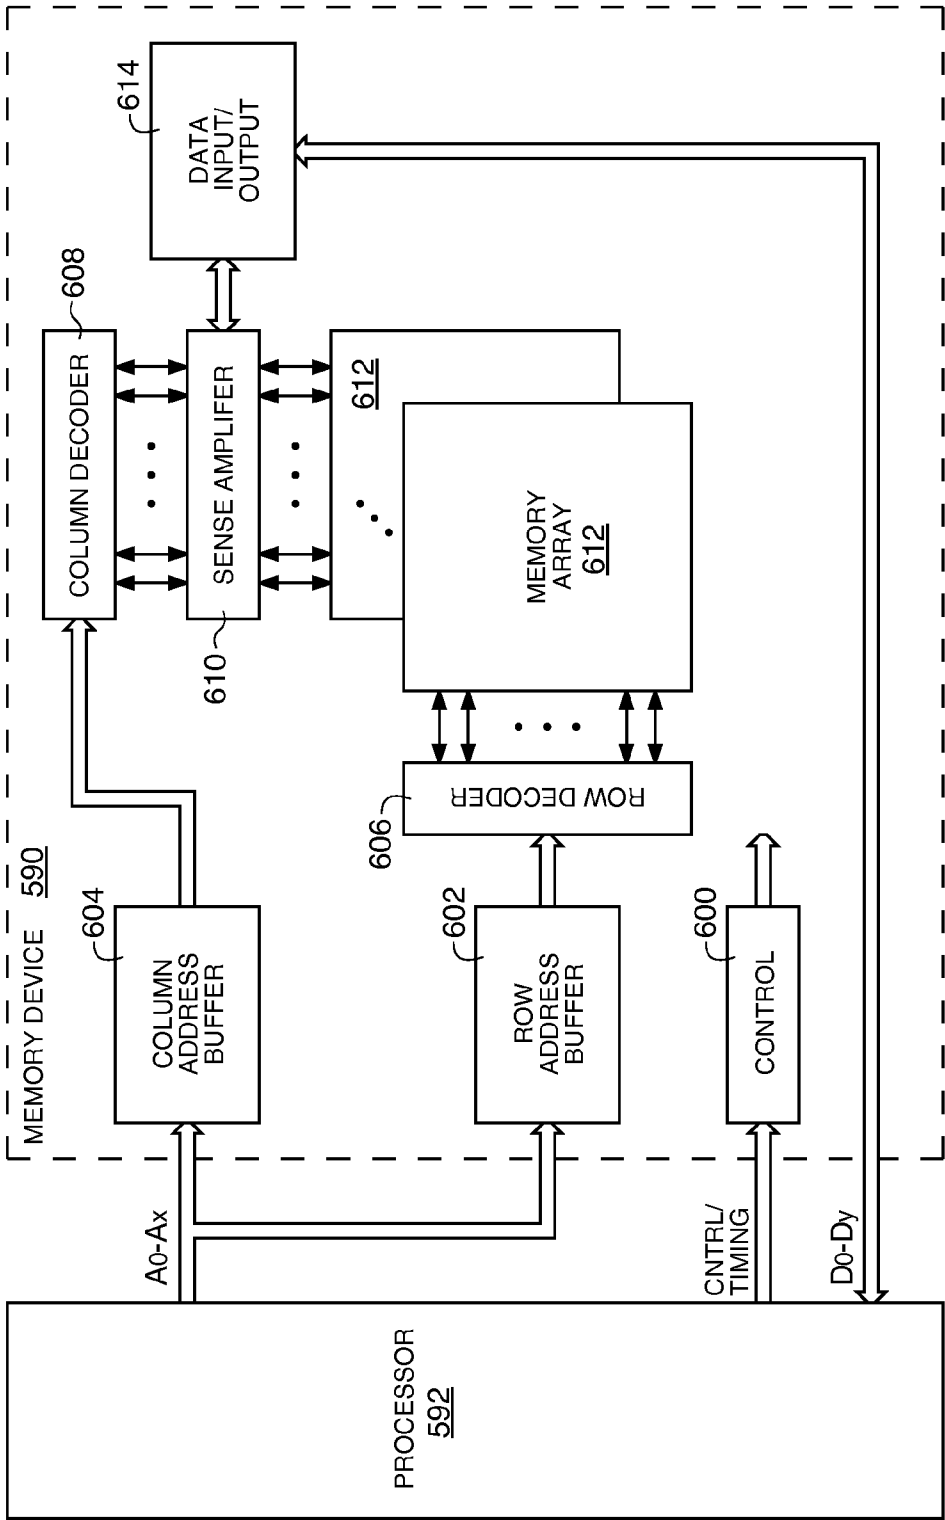 MEMORY DEVICE 590
604
COLUMN
ADDRESS
BUFFER
608
COLUMN DECODER
610
SENSE AMPLIFER
614
DATA
INPUT/
OUTPUT
612
MEMORY
ARRAY
612
606
ROW DECODER
602
ROW
ADDRESS
BUFFER
600
CONTROL
A0-Ax
CNTRL/
TIMING
D0-Dy
PROCESSOR
592